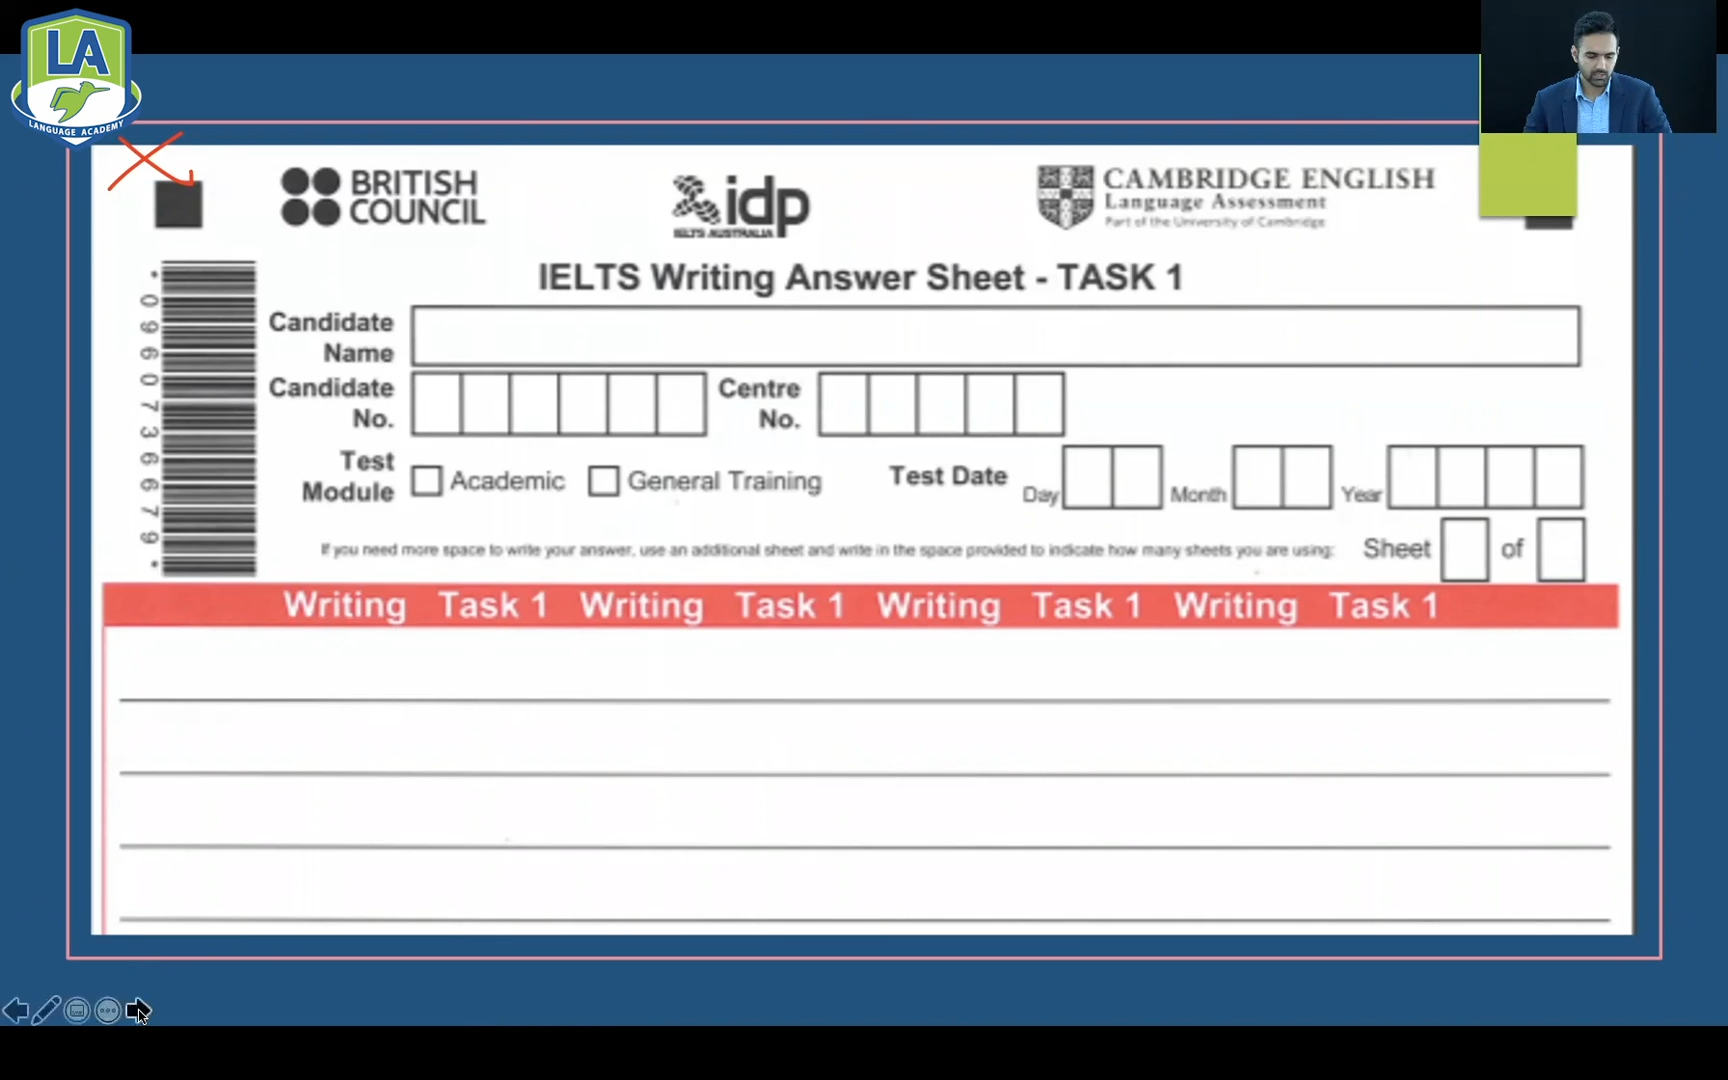 LA
LANGUAGE ACADEMY
BRITISH
COUNCIL
idp
IELTS AUSTRALIA
CAMBRIDGE ENGLISH
Language Assessment
Part of the University of Cambridge
IELTS Writing Answer Sheet - TASK 1
Candidate
Name
Candidate
No.
Centre
No.
Test
Module
Academic
General Training
Test Date
Day
Month
Year
If you need more space to write your answer, use an additional sheet and write in the space provided to indicate how many sheets you are using:
Sheet
of
*0960736679*
Writing Task 1 Writing Task 1 Writing Task 1 Writing Task 1